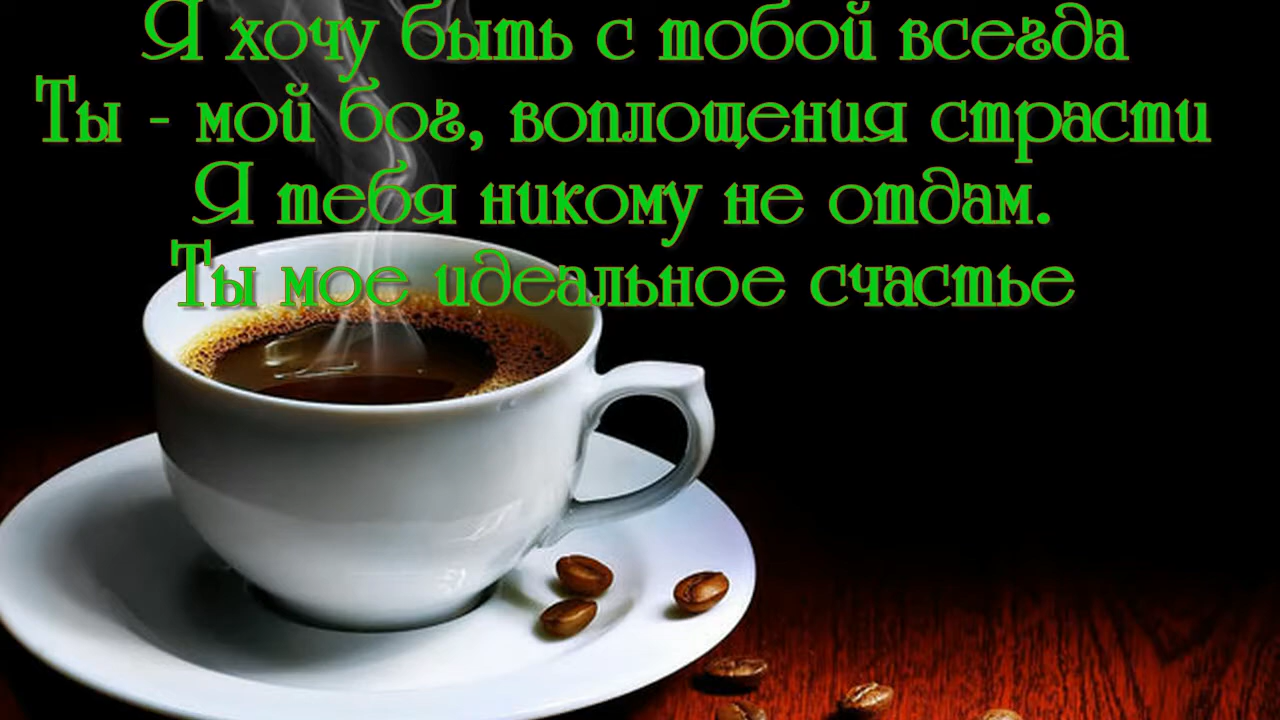 Я хочу быть с тобой всегда
Ты - мой бог, воплощения страсти
Я тебя никому не отдам.
Ты мое идеальное счастье